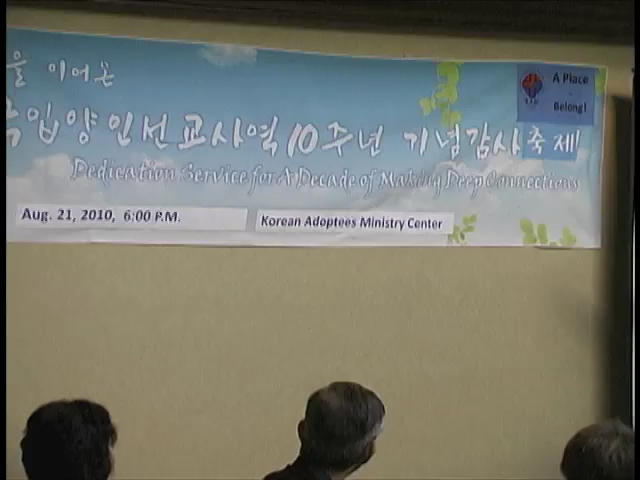 을 이어온
입양인선교사역10주년 기념감사축제!
Dedication Service for A Decade of Making Deep Connections
Aug. 21, 2010, 6:00 P.M.
Korean Adoptees Ministry Center
A Place
Belong!